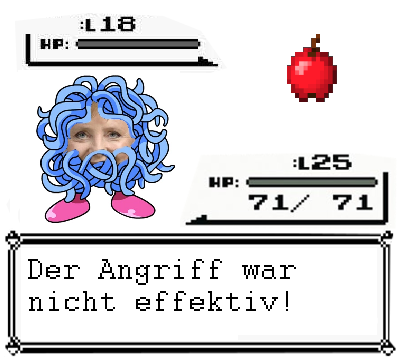 :L18
HP:
:L25
HP:
71/ 71
Der Angriff war
nicht effektiv!